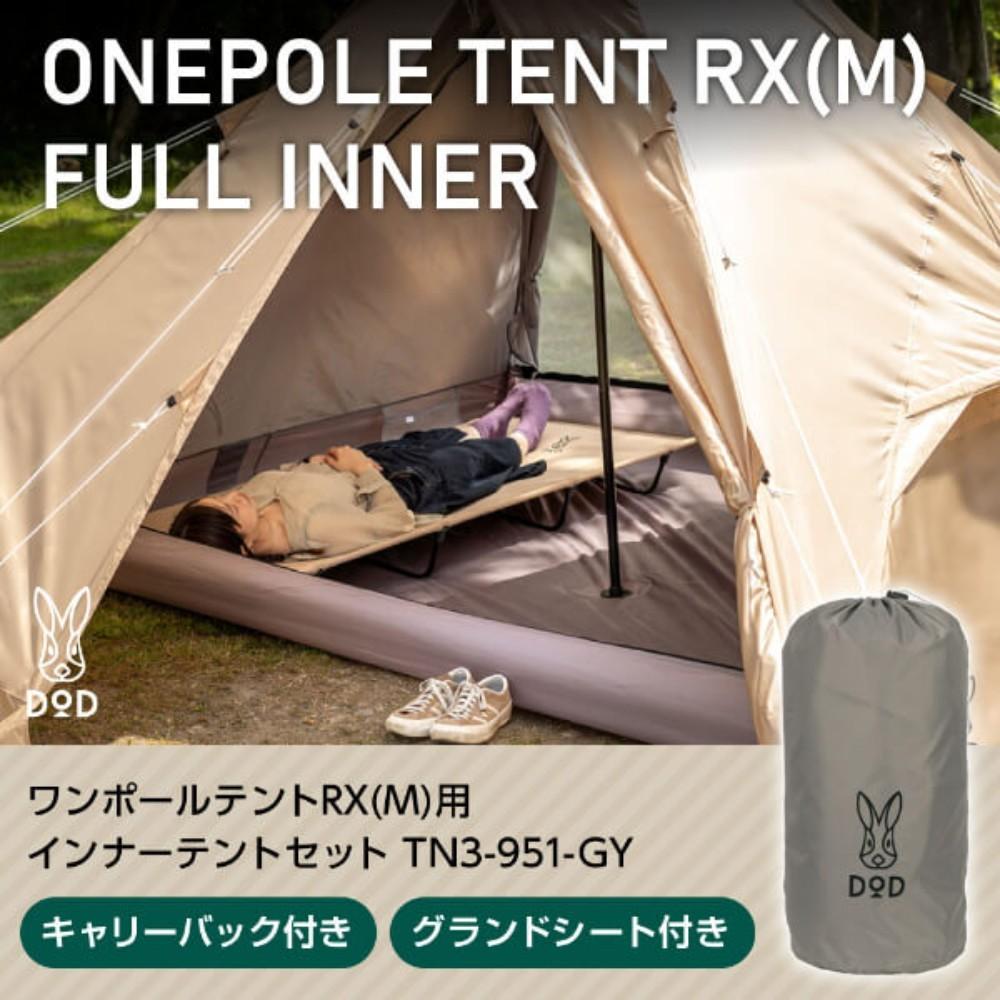 ONEPOLE TENT RX(M)
FULL INNER
DOD
ワンポールテントRX(M)用
インナーテントセット TN3-951-GY
キャリーバック付き
グランドシート付き
DOD